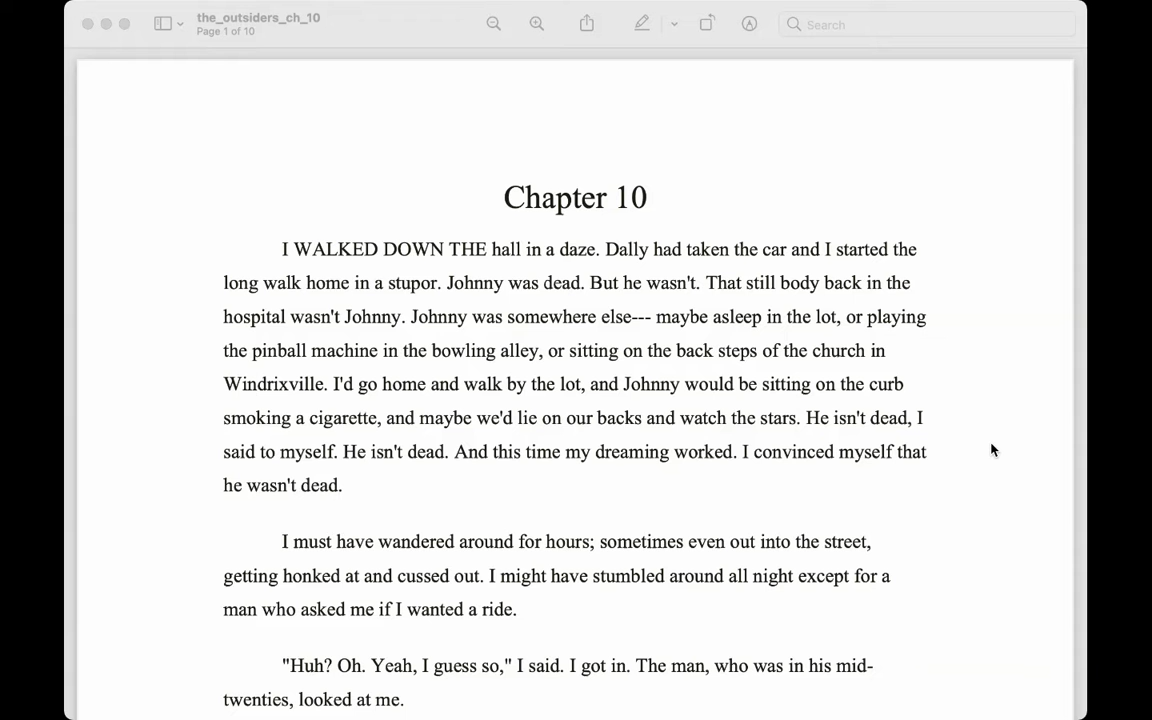 the_outsiders_ch_10
Page 1 of 10
Search
Chapter 10
I WALKED DOWN THE hall in a daze. Dally had taken the car and I started the
long walk home in a stupor. Johnny was dead. But he wasn't. That still body back in the
hospital wasn't Johnny. Johnny was somewhere else--- maybe asleep in the lot, or playing
the pinball machine in the bowling alley, or sitting on the back steps of the church in
Windrixville. I'd go home and walk by the lot, and Johnny would be sitting on the curb
smoking a cigarette, and maybe we'd lie on our backs and watch the stars. He isn't dead, I
said to myself. He isn't dead. And this time my dreaming worked. I convinced myself that
he wasn't dead.
I must have wandered around for hours; sometimes even out into the street,
getting honked at and cussed out. I might have stumbled around all night except for a
man who asked me if I wanted a ride.
"Huh? Oh. Yeah, I guess so," I said. I got in. The man, who was in his mid-
twenties, looked at me.